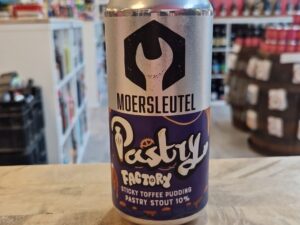 MOERSLEUTEL
Pastry
FACTORY
STICKY TOFFEE PUDDING
PASTRY STOUT 10%